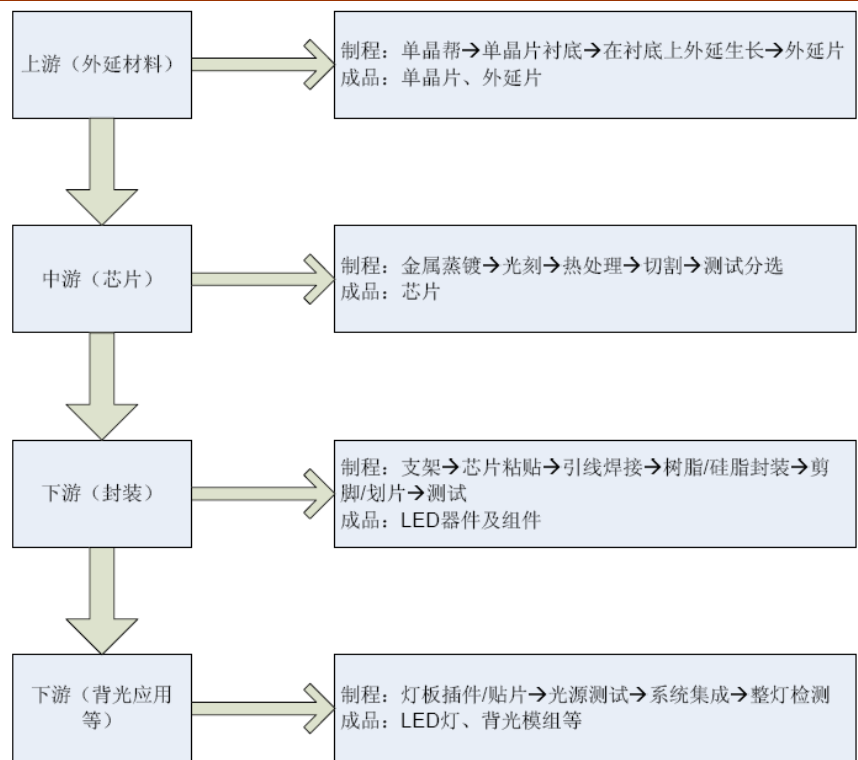 上游（外延材料）
制程：单晶帮→单晶片衬底→在衬底上外延生长→外延片
成品：单晶片、外延片
中游（芯片）
制程：金属蒸镀→光刻→热处理→切割→测试分选
成品：芯片
下游（封装）
制程：支架→芯片粘贴→引线焊接→树脂/硅脂封装→剪
脚/划片→测试
成品：LED器件及组件
下游（背光应用
等）
制程：灯板插件/贴片→光源测试→系统集成→整灯检测
成品：LED灯、背光模组等